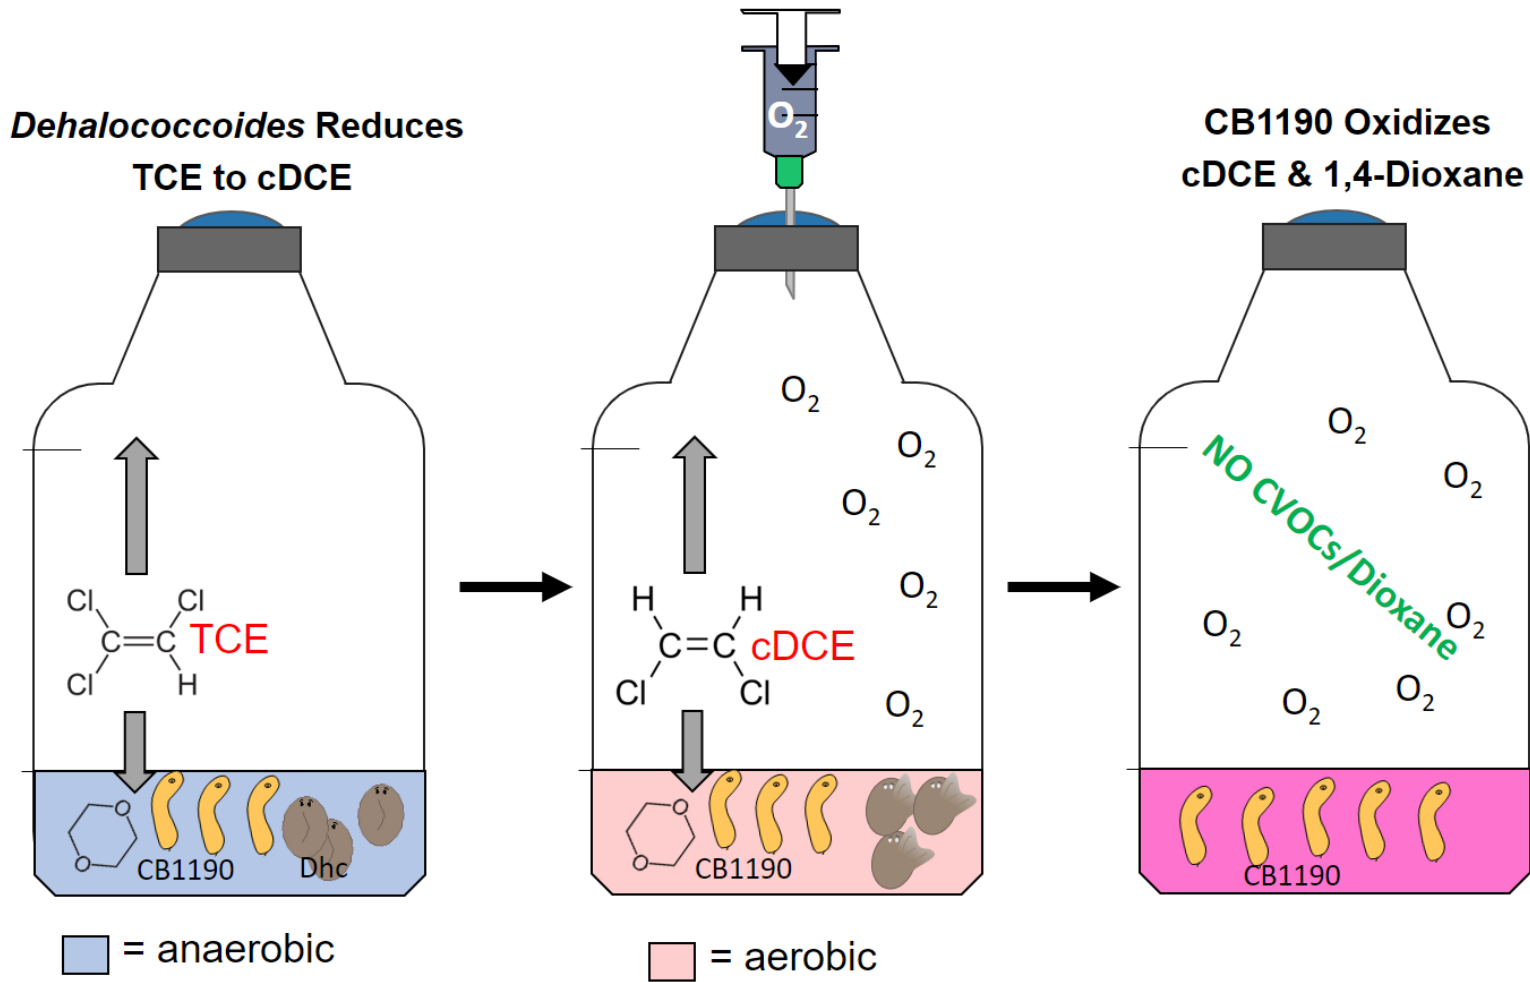 Dehalococcoides Reduces
TCE to cDCE
O₂
CB1190 Oxidizes
cDCE & 1,4-Dioxane
Cl
Cl
C=C
TCE
Cl
H
O
O
CB1190
Dhc
= anaerobic
O₂
O₂
O₂
O₂
O₂
H
H
C=C
cDCE
Cl
Cl
O
O
CB1190
= aerobic
O₂
O₂
NO CVOCs/Dioxane
O₂
O₂
O₂
O₂
CB1190